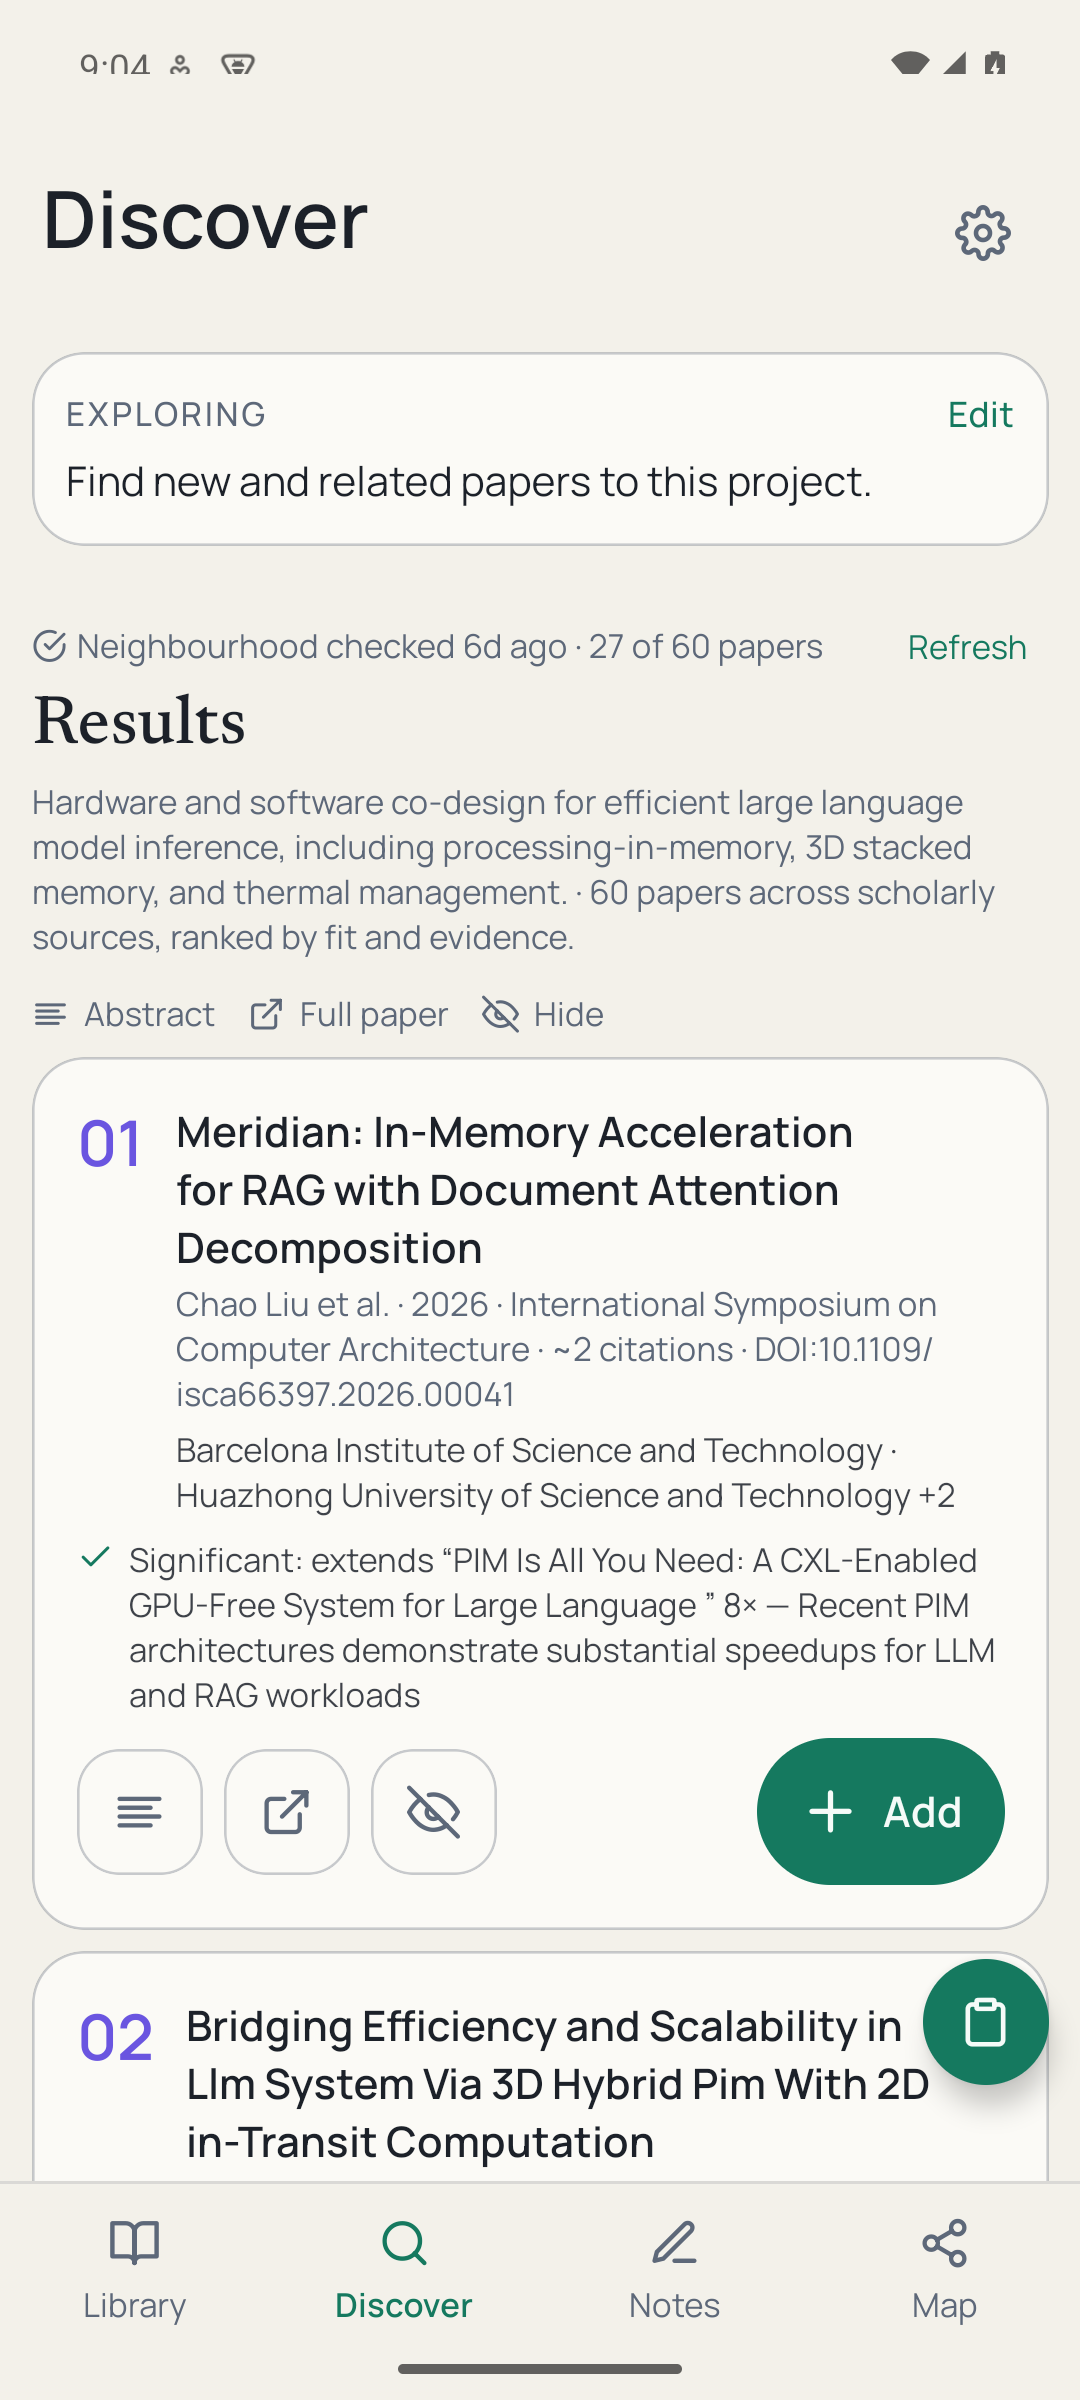 9:04
Discover
EXPLORING
Edit
Find new and related papers to this project.
Neighbourhood checked 6d ago · 27 of 60 papers
Refresh
Results
Hardware and software co-design for efficient large language
model inference, including processing-in-memory, 3D stacked
memory, and thermal management. · 60 papers across scholarly
sources, ranked by fit and evidence.
Abstract
Full paper
Hide
01
Meridian: In-Memory Acceleration
for RAG with Document Attention
Decomposition
Chao Liu et al. · 2026 · International Symposium on
Computer Architecture · ~2 citations · DOI:10.1109/
isca66397.2026.00041
Barcelona Institute of Science and Technology ·
Huazhong University of Science and Technology +2
Significant: extends “PIM Is All You Need: A CXL-Enabled
GPU-Free System for Large Language ” 8× — Recent PIM
architectures demonstrate substantial speedups for LLM
and RAG workloads
Add
02
Bridging Efficiency and Scalability in
Llm System Via 3D Hybrid Pim With 2D
in-Transit Computation
Library
Discover
Notes
Map